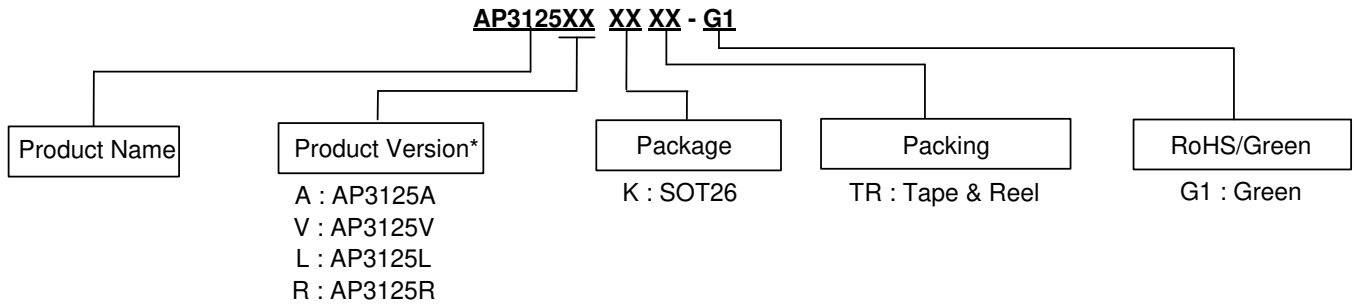 AP3125XX XX XX - G1
Product Name
Product Version*
Package
Packing
RoHS/Green
A : AP3125A
V : AP3125V
L : AP3125L
R : AP3125R
K : SOT26
TR : Tape & Reel
G1 : Green